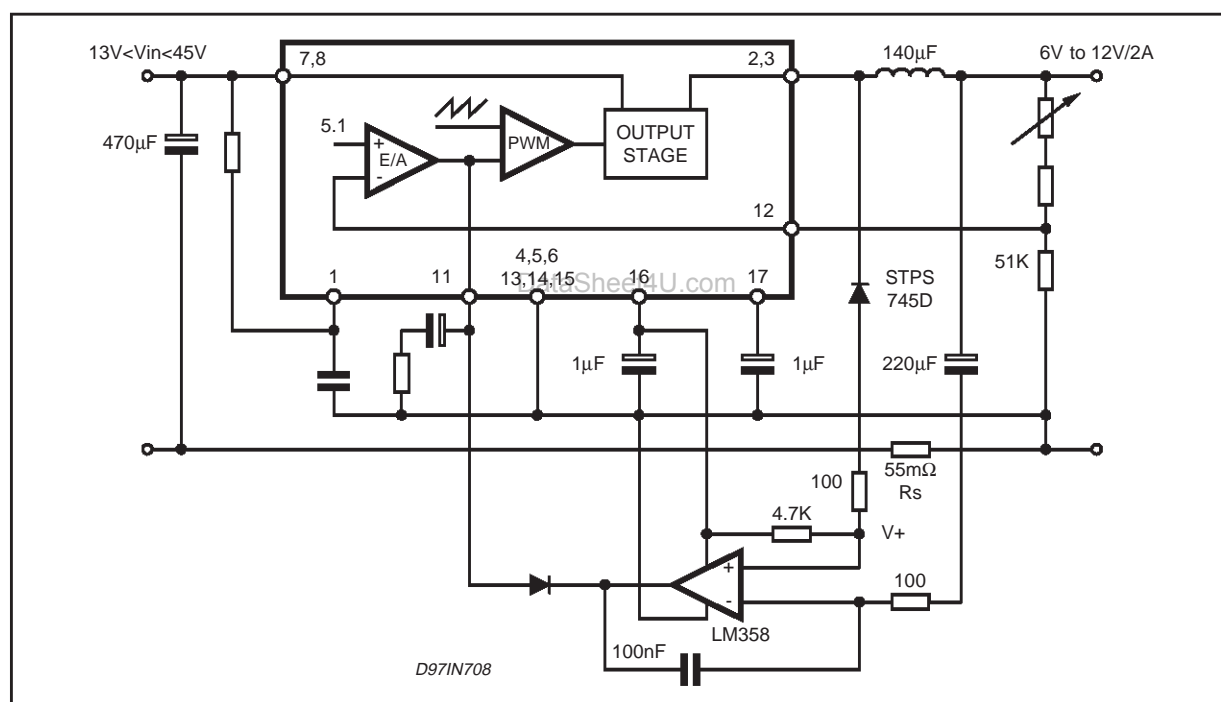 13V<Vin<45V
7,8
2,3
140µF
6V to 12V/2A
470µF
5.1
+
E/A
-
PWM
OUTPUT
STAGE
12
51K
1
11
4,5,6
13,14,15
DataSheet4U.com
16
17
STPS
745D
1µF
1µF
220µF
55mΩ
Rs
100
4.7K
V+
+
-
100
LM358
100nF
D97IN708